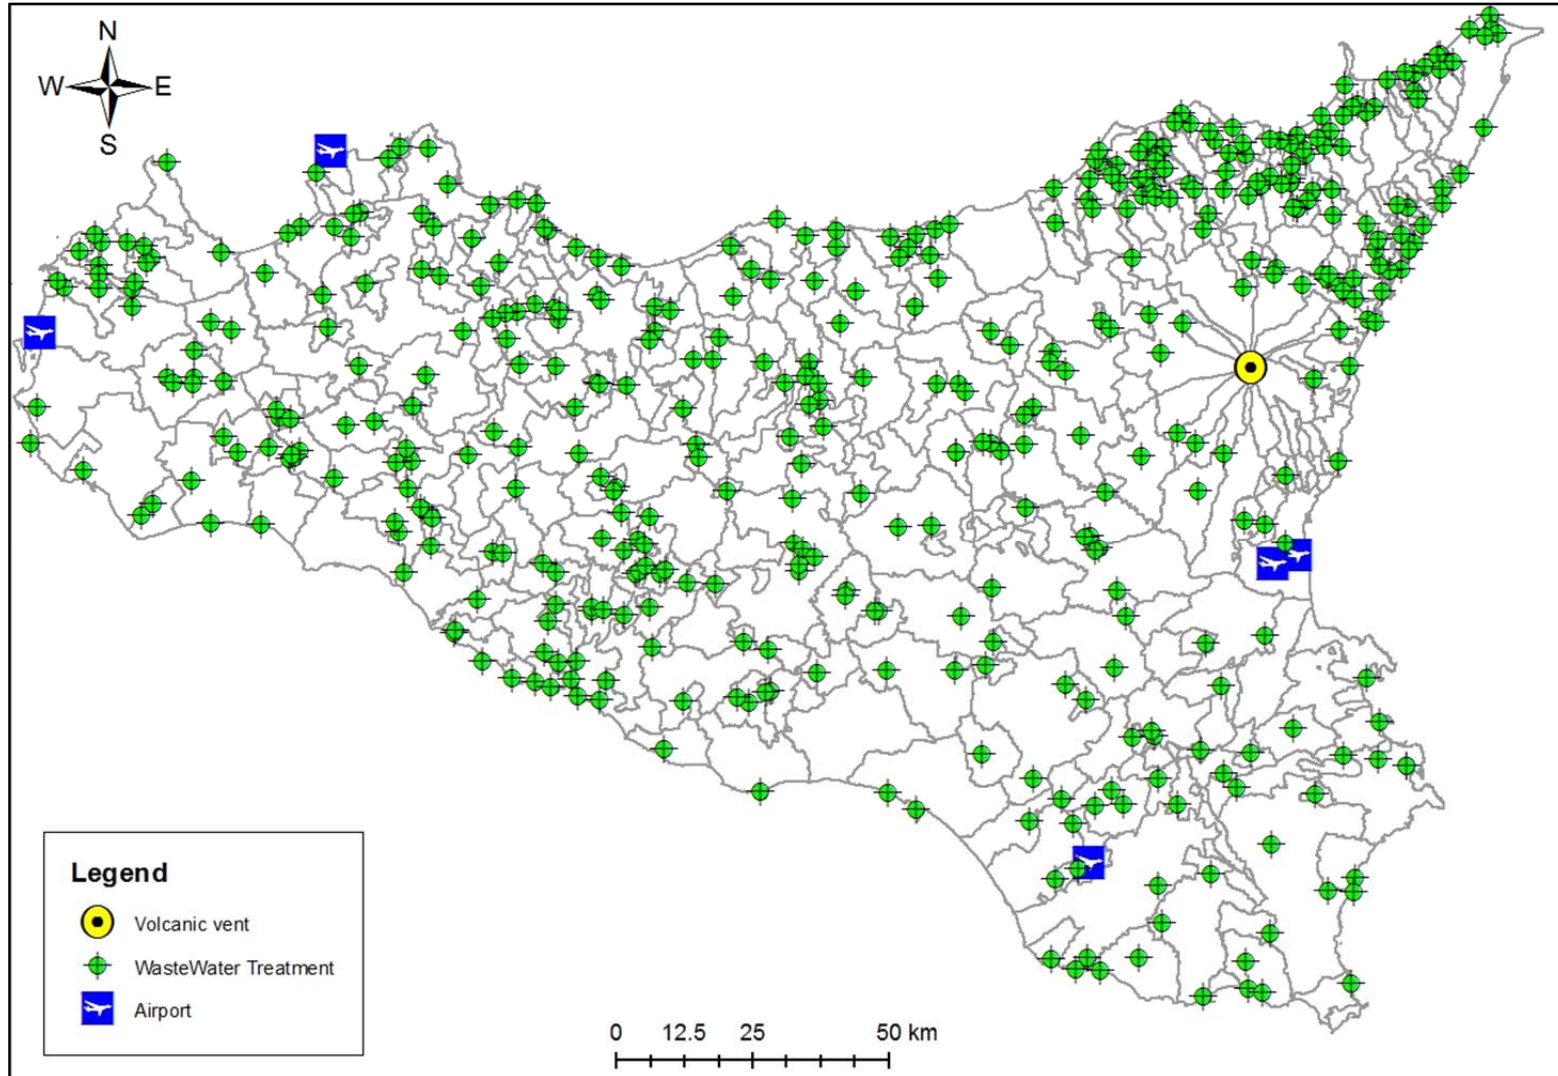 N
W E
S
Legend
Volcanic vent
WasteWater Treatment
Airport
0 12.5 25 50 km